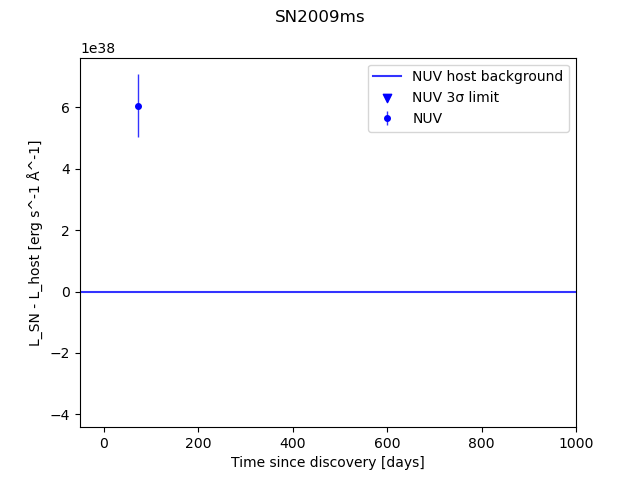 SN2009ms
1e38
NUV host background
NUV 3σ limit
NUV
6
4
2
0
−2
−4
L_SN - L_host [erg s^-1 Å^-1]
0 200 400 600 800 1000
Time since discovery [days]